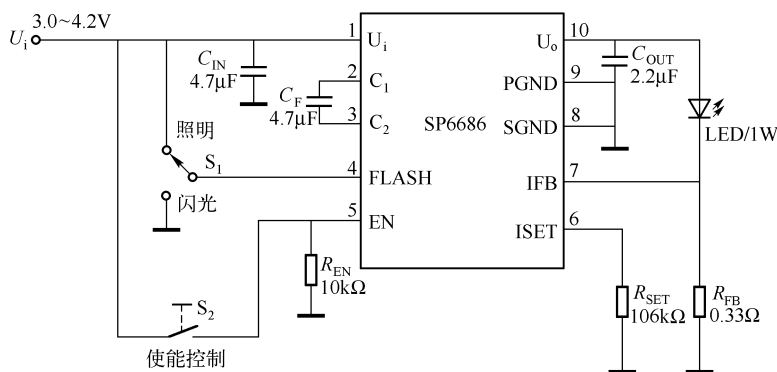 3.0~4.2V
Ui
1
Ui
CIN
4.7μF
2
C1
CF
4.7μF
3
C2
SP6686
照明
S1
4
FLASH
闪光
5
EN
REN
10kΩ
S2
使能控制
10
Uo
COUT
2.2μF
9
PGND
8
SGND
LED/1W
7
IFB
6
ISET
RSET
106kΩ
RFB
0.33Ω